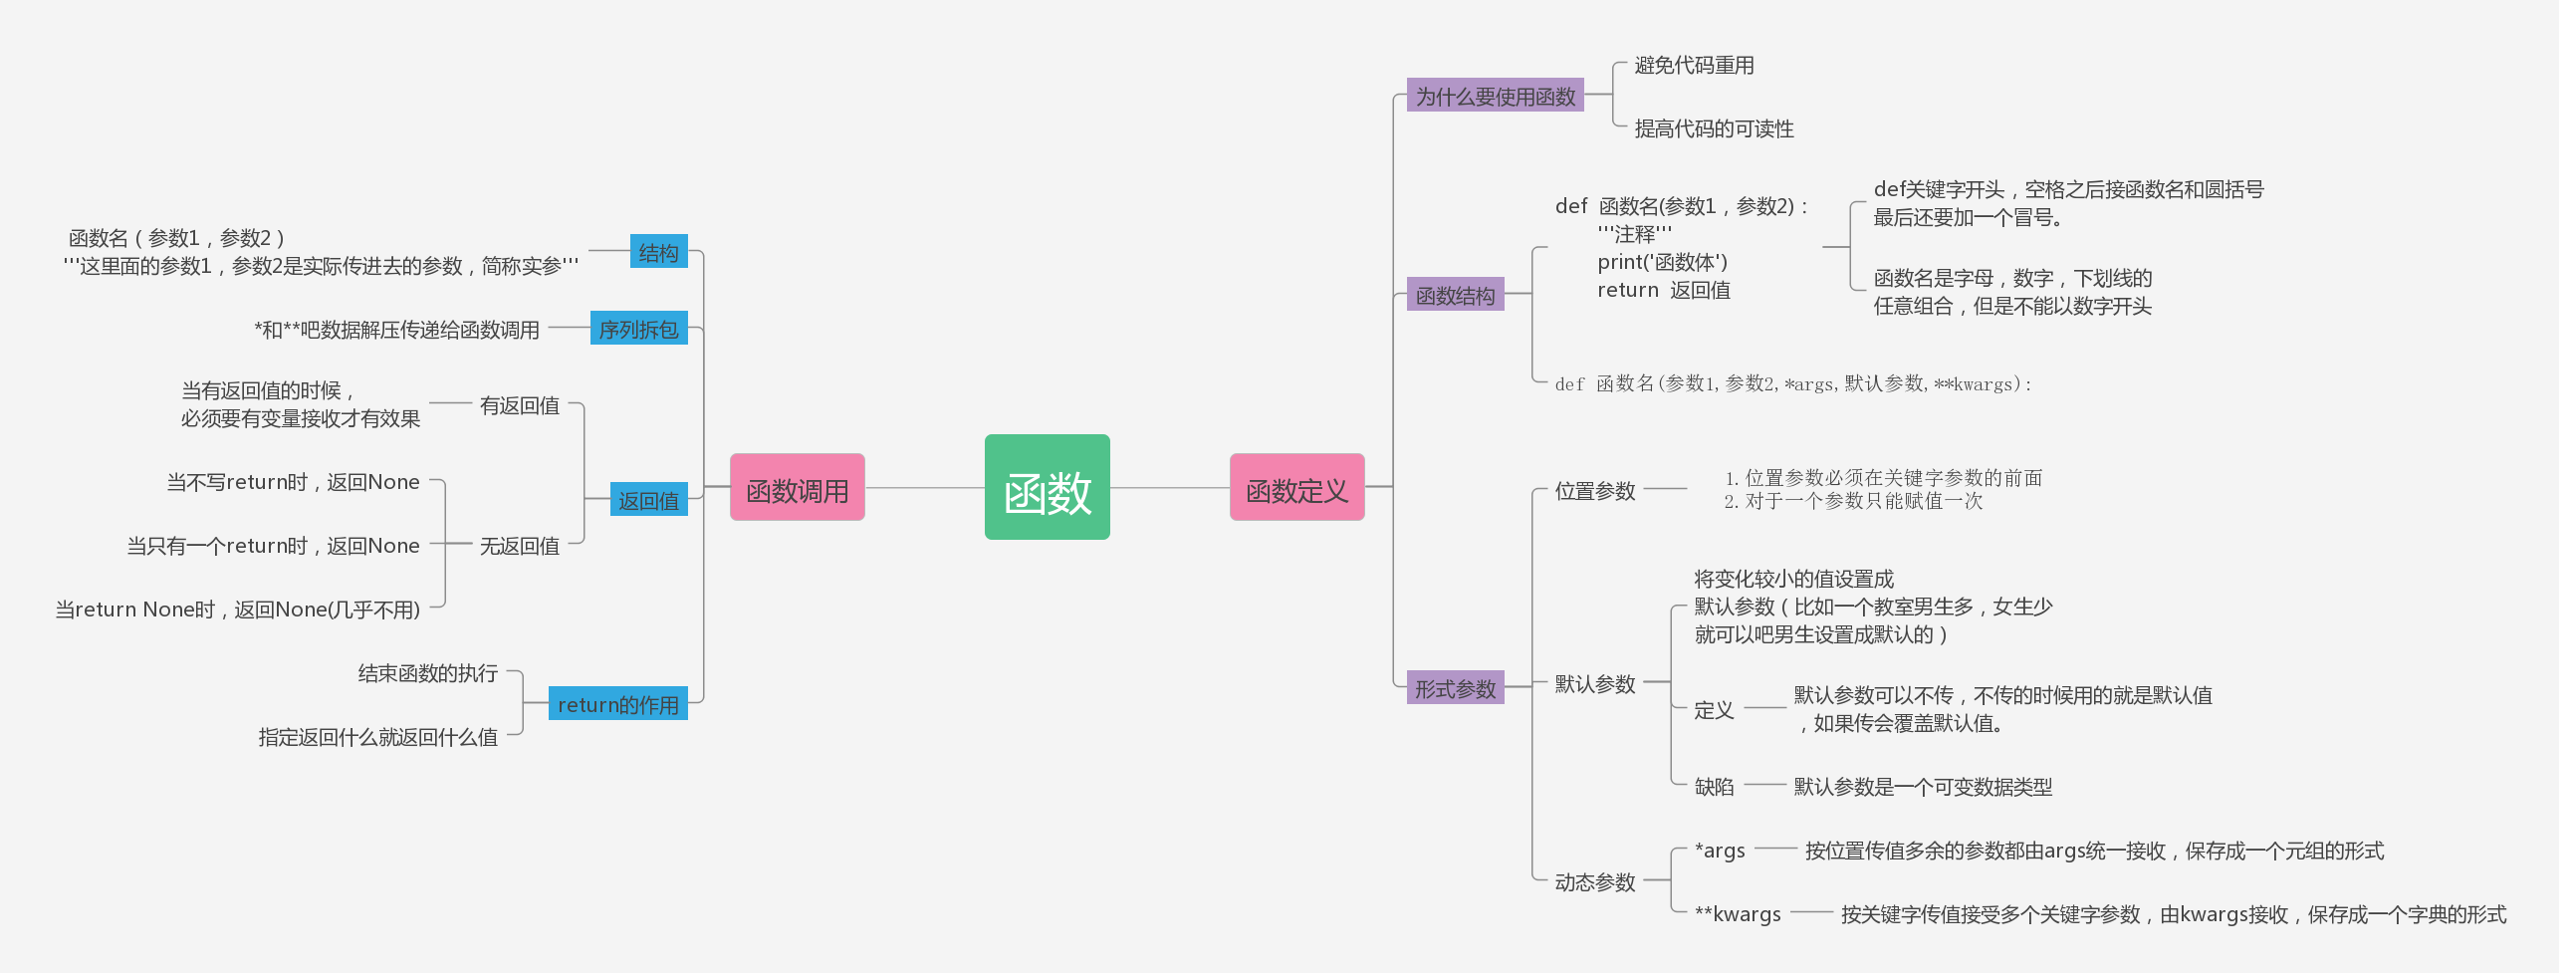 函数
函数定义
为什么要使用函数
避免代码重用
提高代码的可读性
函数结构
def 函数名(参数1，参数2)：
'''注释'''
print('函数体')
return 返回值
def关键字开头，空格之后接函数名和圆括号
最后还要加一个冒号。
函数名是字母，数字，下划线的
任意组合，但是不能以数字开头
def 函数名(参数1,参数2,*args,默认参数,**kwargs):
形式参数
位置参数
1.位置参数必须在关键字参数的前面
2.对于一个参数只能赋值一次
默认参数
将变化较小的值设置成
默认参数（比如一个教室男生多，女生少
就可以吧男生设置成默认的）
定义
默认参数可以不传，不传的时候用的就是默认值
，如果传会覆盖默认值。
缺陷
默认参数是一个可变数据类型
动态参数
*args
按位置传值多余的参数都由args统一接收，保存成一个元组的形式
**kwargs
按关键字传值接受多个关键字参数，由kwargs接收，保存成一个字典的形式
函数调用
结构
函数名（参数1，参数2）
'''这里面的参数1，参数2是实际传进去的参数，简称实参'''
序列拆包
*和**吧数据解压传递给函数调用
返回值
有返回值
当有返回值的时候，
必须要有变量接收才有效果
无返回值
当不写return时，返回None
当只有一个return时，返回None
当return None时，返回None(几乎不用)
return的作用
结束函数的执行
指定返回什么就返回什么值